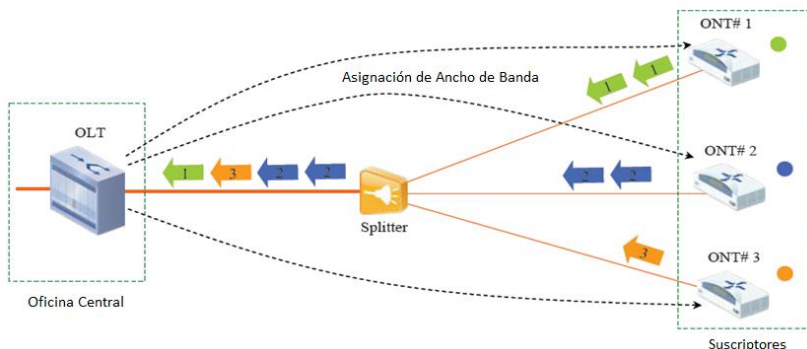 ONT# 1
1
1
Asignación de Ancho de Banda
OLT
1 3 2 2
Splitter
ONT# 2
2 2
3
ONT# 3
Oficina Central
Suscriptores